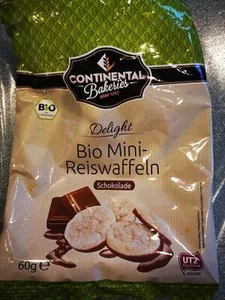 CONTINENTAL
Bakeries
BIO
Delight
Bio Mini-
Reiswaffeln
Schokolade
60g e
UTZ